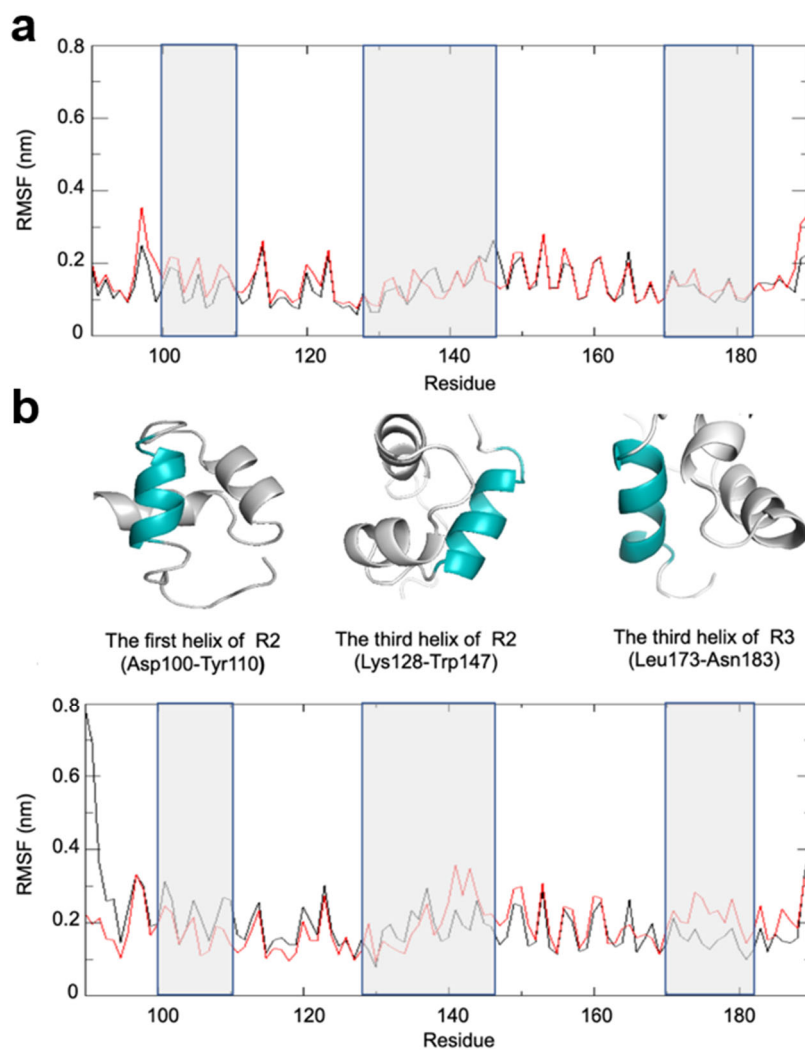 a
0.8
0.6
0.4
0.2
0
RMSF (nm)
100 120 140 160 180
Residue
b
The first helix of R2
(Asp100-Tyr110)
The third helix of R2
(Lys128-Trp147)
The third helix of R3
(Leu173-Asn183)
0.8
0.6
0.4
0.2
0
RMSF (nm)
100 120 140 160 180
Residue